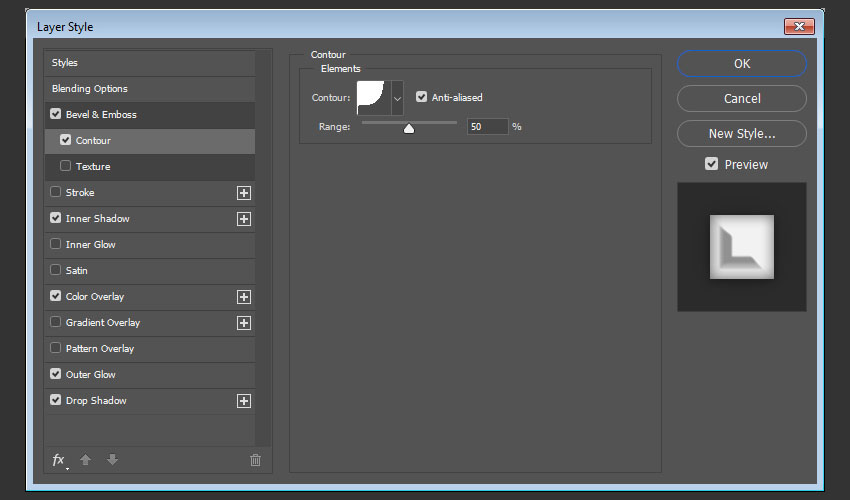 Layer Style
Styles
Blending Options
Bevel & Emboss
Contour
Texture
Stroke
Inner Shadow
Inner Glow
Satin
Color Overlay
Gradient Overlay
Pattern Overlay
Outer Glow
Drop Shadow
fx
Contour
Elements
Contour:
Anti-aliased
Range:
50 %
OK
Cancel
New Style...
Preview